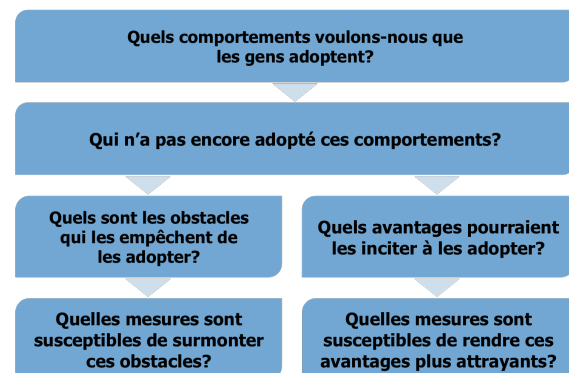 Quels comportements voulons-nous que
les gens adoptent?
Qui n’a pas encore adopté ces comportements?
Quels sont les obstacles
qui les empêchent de
les adopter?
Quels avantages pourraient
les inciter à les adopter?
Quelles mesures sont
susceptibles de surmonter
ces obstacles?
Quelles mesures sont
susceptibles de rendre ces
avantages plus attrayants?